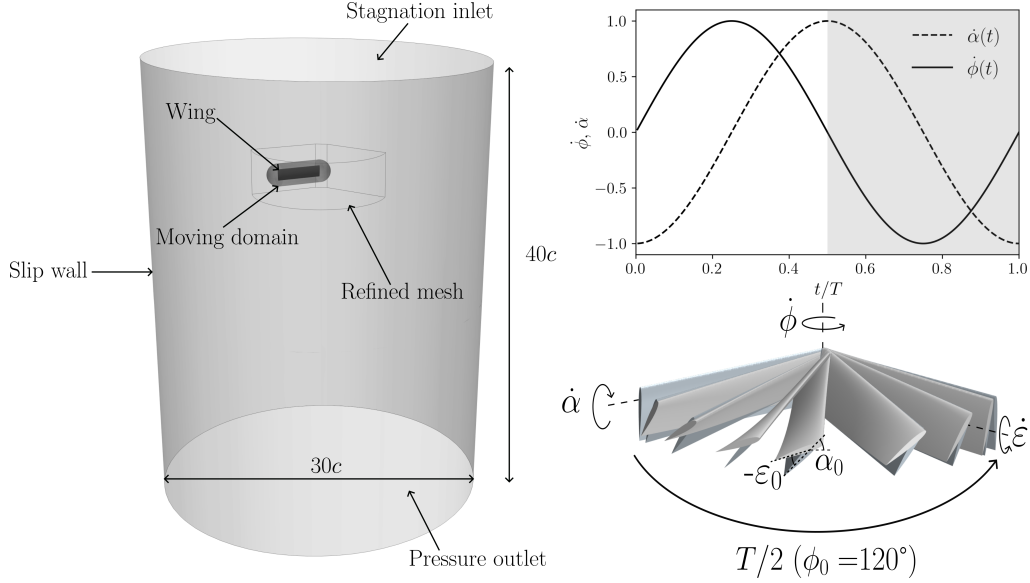 Stagnation inlet
Wing
Moving domain
Slip wall
Refined mesh
40c
30c
Pressure outlet
1.0
0.5
0.0
−0.5
−1.0
ϕ̇, α̇
α̇(t)
ϕ̇(t)
0.0 0.2 0.4 0.6 0.8 1.0
t/T
ϕ̇
α̇
ε̇
-ε₀
α₀
T/2 (ϕ₀ =120°)